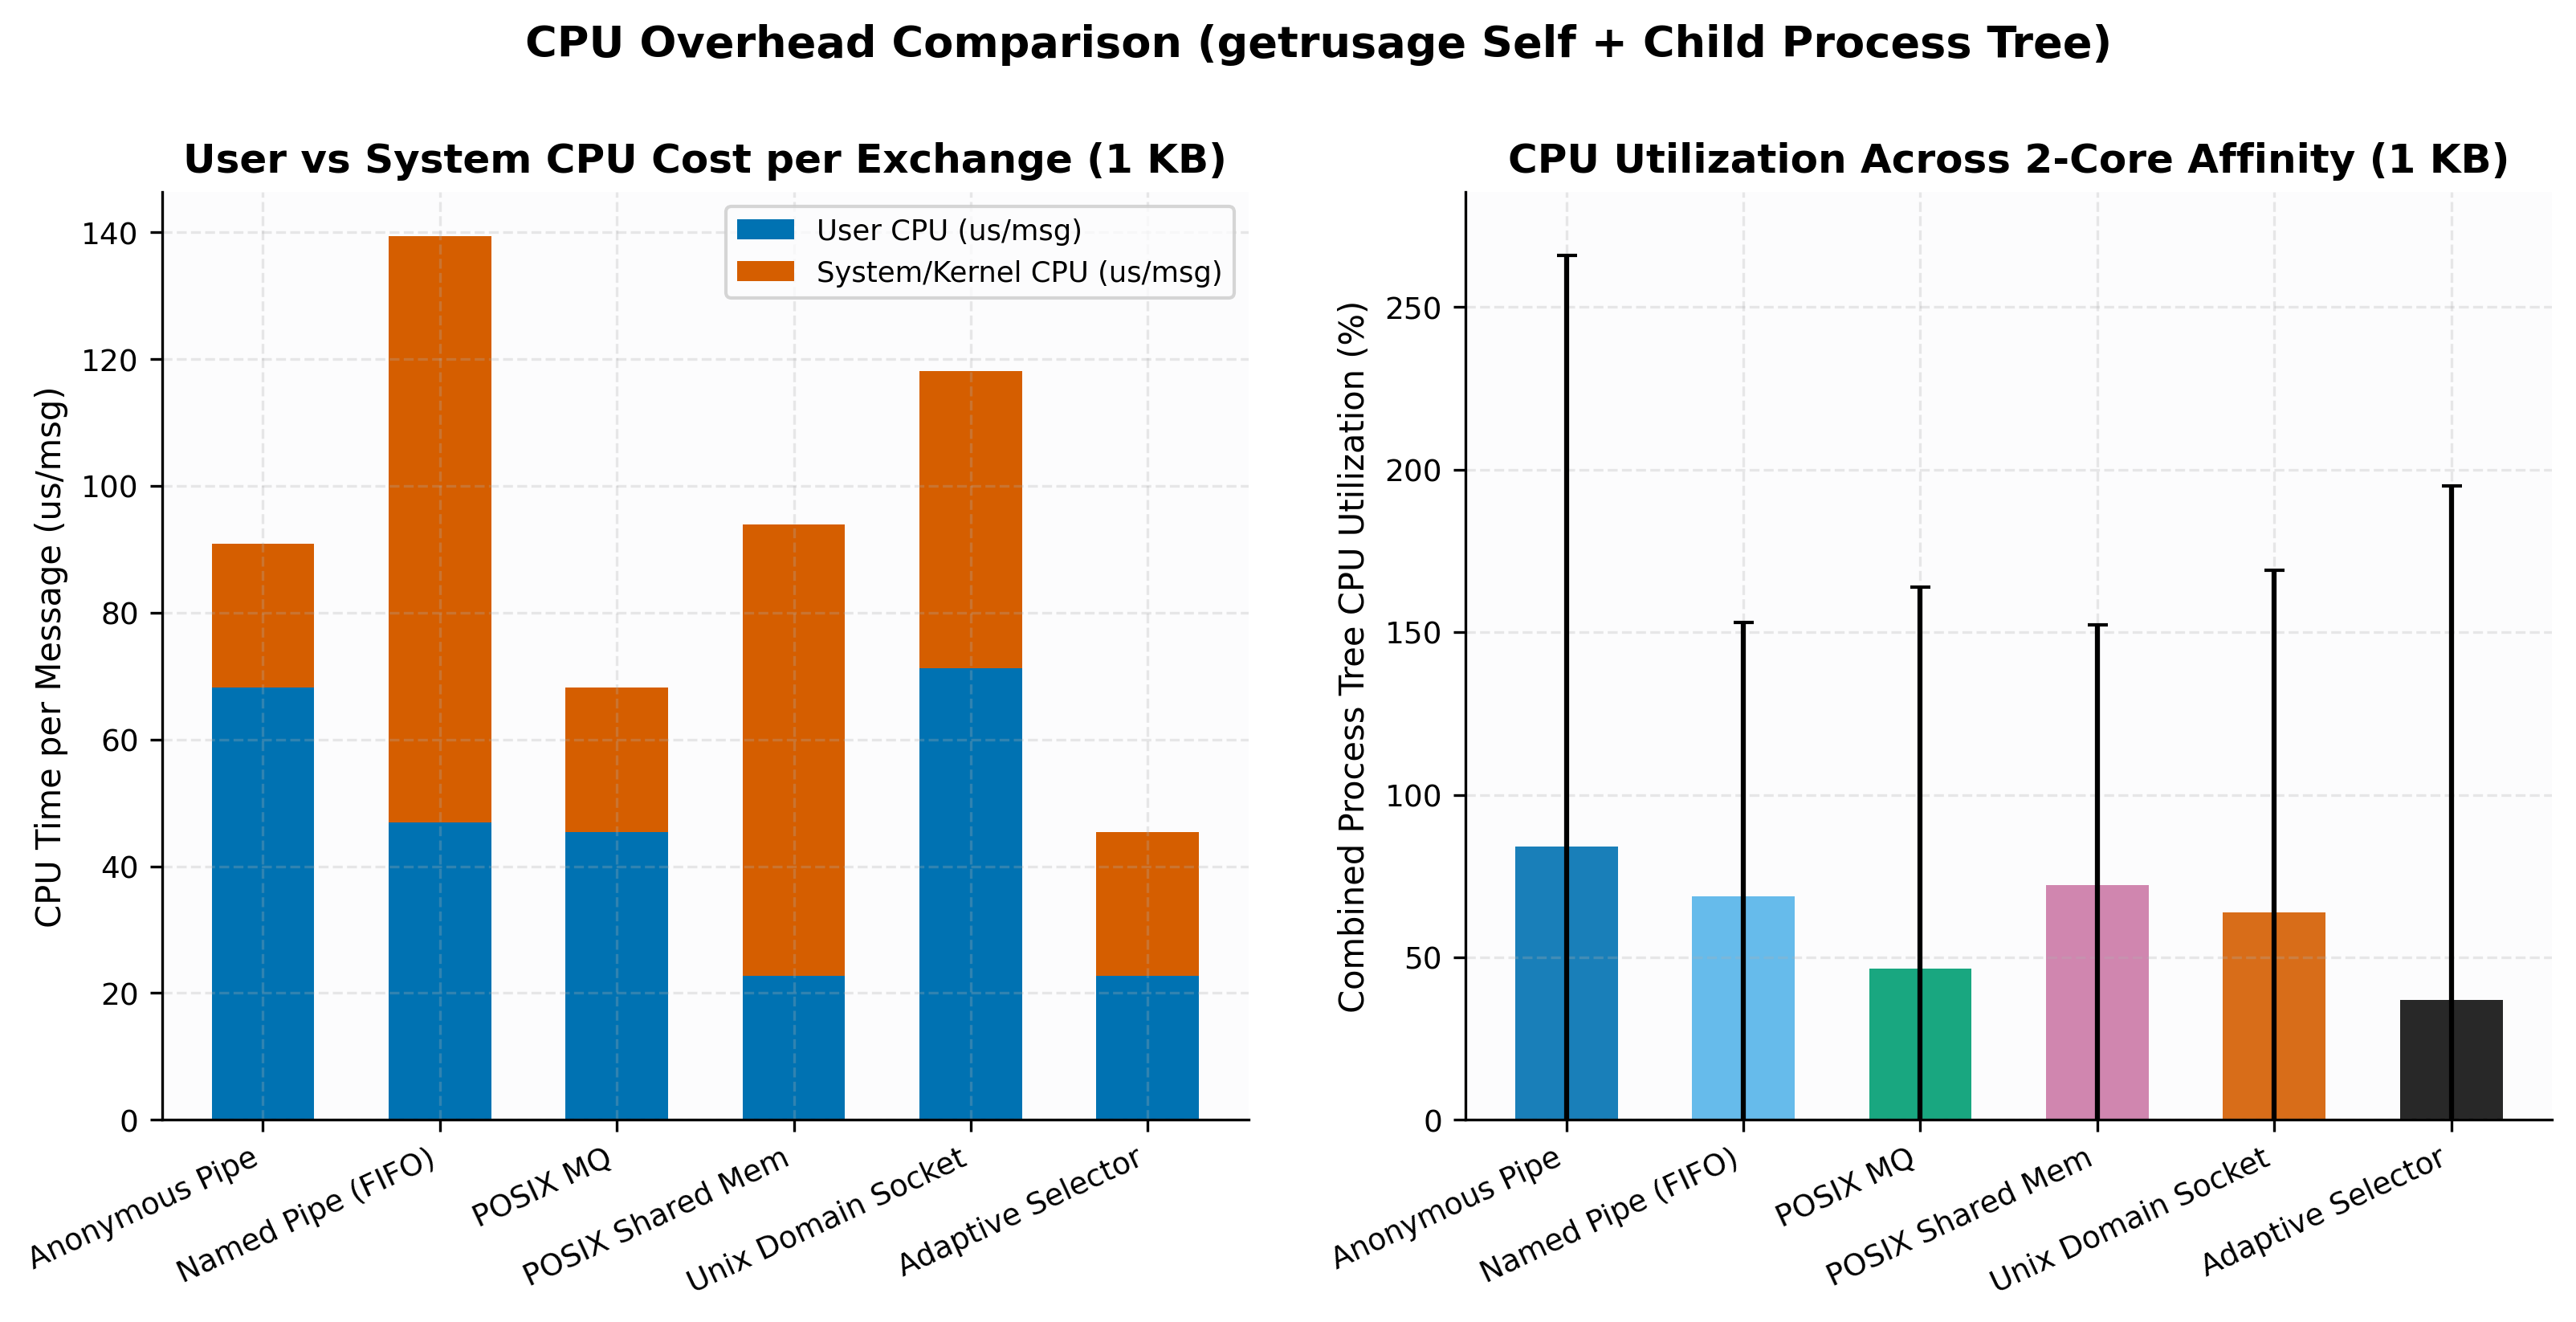 CPU Overhead Comparison (getrusage Self + Child Process Tree)
User vs System CPU Cost per Exchange (1 KB)
CPU Time per Message (us/msg)
140
120
100
80
60
40
20
0
User CPU (us/msg)
System/Kernel CPU (us/msg)
Anonymous Pipe
Named Pipe (FIFO)
POSIX MQ
POSIX Shared Mem
Unix Domain Socket
Adaptive Selector
CPU Utilization Across 2-Core Affinity (1 KB)
Combined Process Tree CPU Utilization (%)
250
200
150
100
50
0
Anonymous Pipe
Named Pipe (FIFO)
POSIX MQ
POSIX Shared Mem
Unix Domain Socket
Adaptive Selector